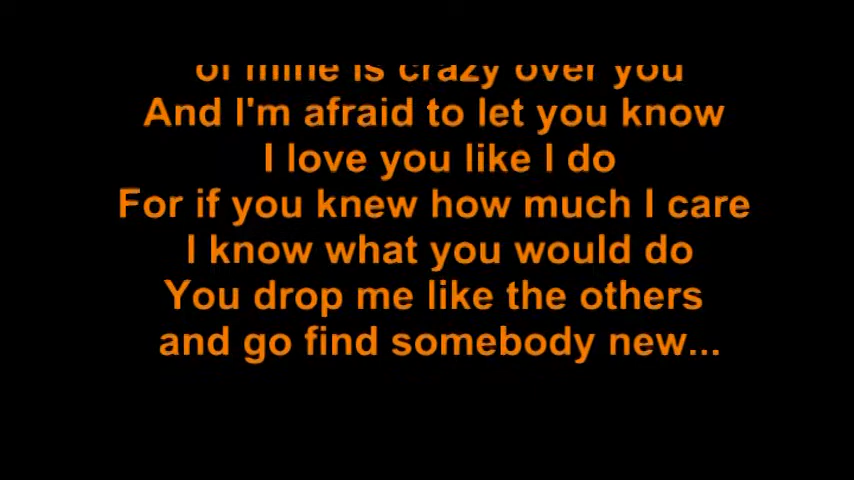 of mine is crazy over you
And I'm afraid to let you know
I love you like I do
For if you knew how much I care
I know what you would do
You drop me like the others
and go find somebody new...